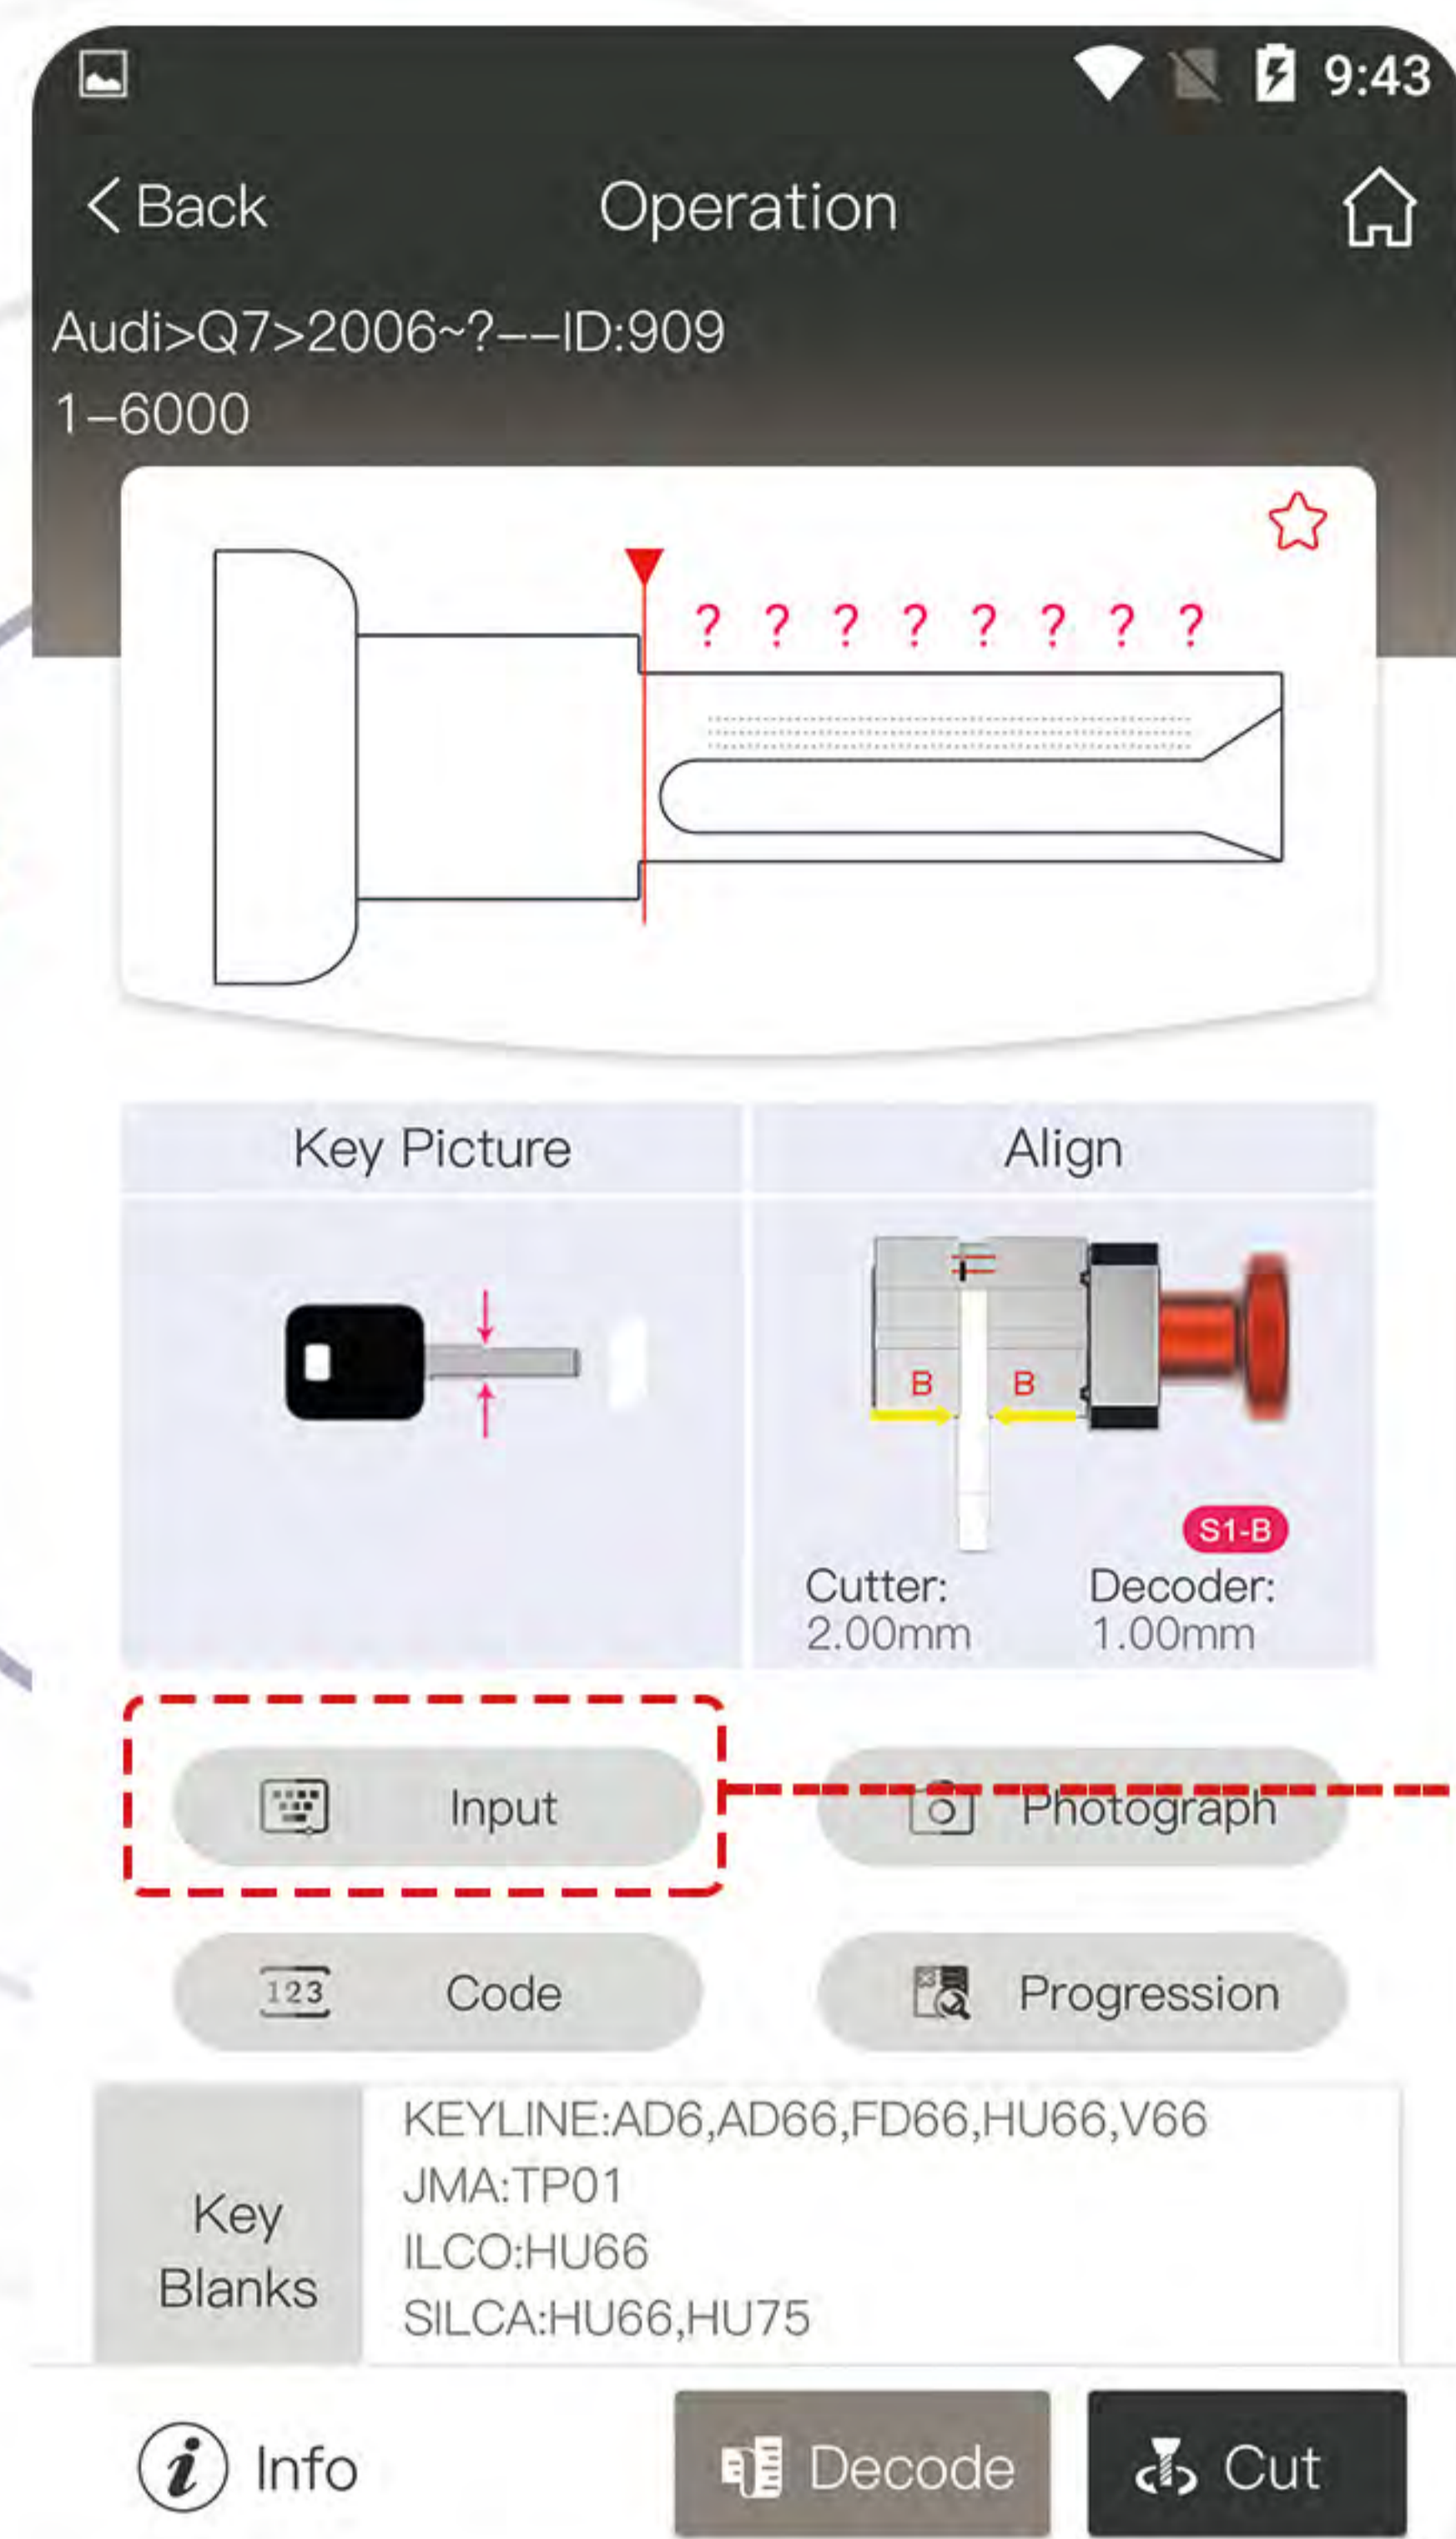 9:43
Back
Operation
Audi>Q7>2006~?--ID:909
1-6000
? ? ? ? ? ? ? ?
Key Picture
Align
B B
S1-B
Cutter: Decoder:
2.00mm 1.00mm
Input
Photograph
123 Code
Progression
Key
Blanks
KEYLINE:AD6,AD66,FD66,HU66,V66
JMA:TP01
ILCO:HU66
SILCA:HU66,HU75
i Info
Decode
Cut